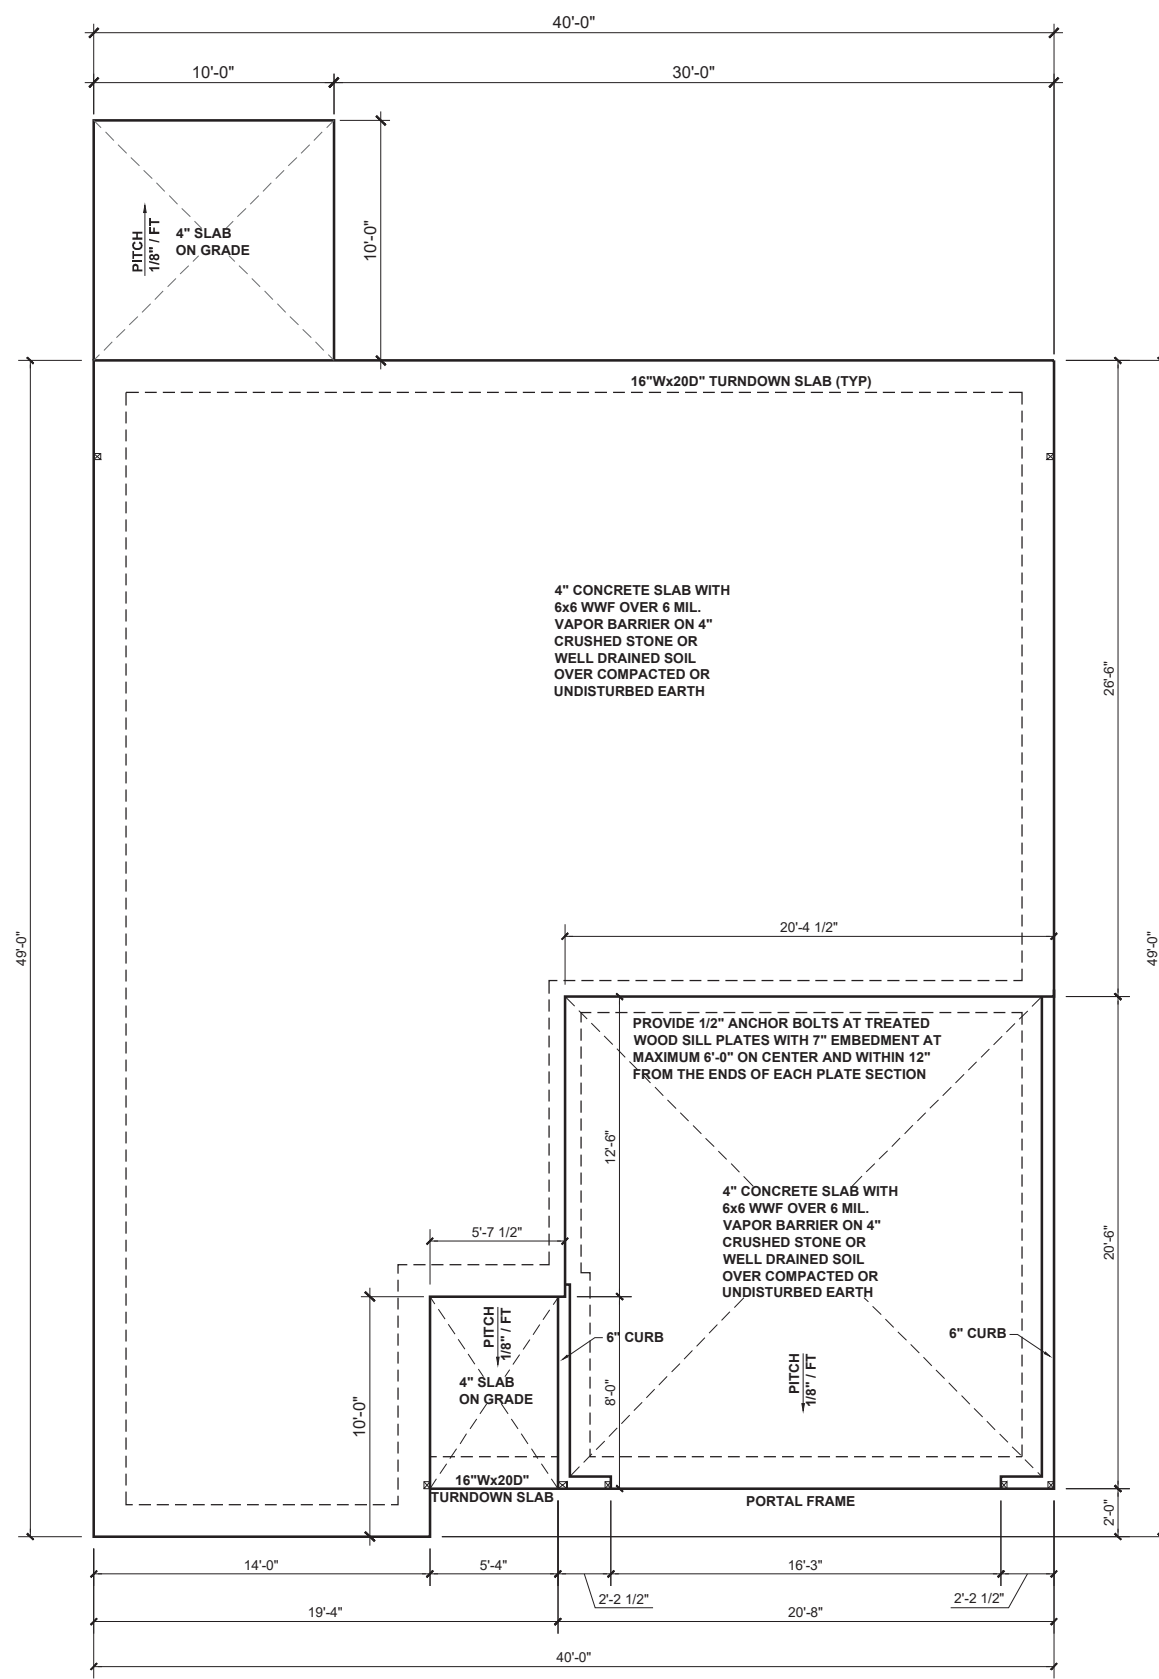 40'-0"
10'-0"
30'-0"
10'-0"
PITCH
1/8" / FT
4" SLAB
ON GRADE
16"Wx20D" TURNDOWN SLAB (TYP)
4" CONCRETE SLAB WITH
6x6 WWF OVER 6 MIL.
VAPOR BARRIER ON 4"
CRUSHED STONE OR
WELL DRAINED SOIL
OVER COMPACTED OR
UNDISTURBED EARTH
26'-6"
49'-0"
49'-0"
20'-4 1/2"
PROVIDE 1/2" ANCHOR BOLTS AT TREATED
WOOD SILL PLATES WITH 7" EMBEDMENT AT
MAXIMUM 6'-0" ON CENTER AND WITHIN 12"
FROM THE ENDS OF EACH PLATE SECTION
12'-6"
4" CONCRETE SLAB WITH
6x6 WWF OVER 6 MIL.
VAPOR BARRIER ON 4"
CRUSHED STONE OR
WELL DRAINED SOIL
OVER COMPACTED OR
UNDISTURBED EARTH
5'-7 1/2"
20'-6"
PITCH
1/8" / FT
6" CURB
6" CURB
4" SLAB
ON GRADE
PITCH
1/8" / FT
8'-0"
10'-0"
16"Wx20D"
TURNDOWN SLAB
PORTAL FRAME
2'-0"
14'-0"
5'-4"
16'-3"
2'-2 1/2"
2'-2 1/2"
19'-4"
20'-8"
40'-0"